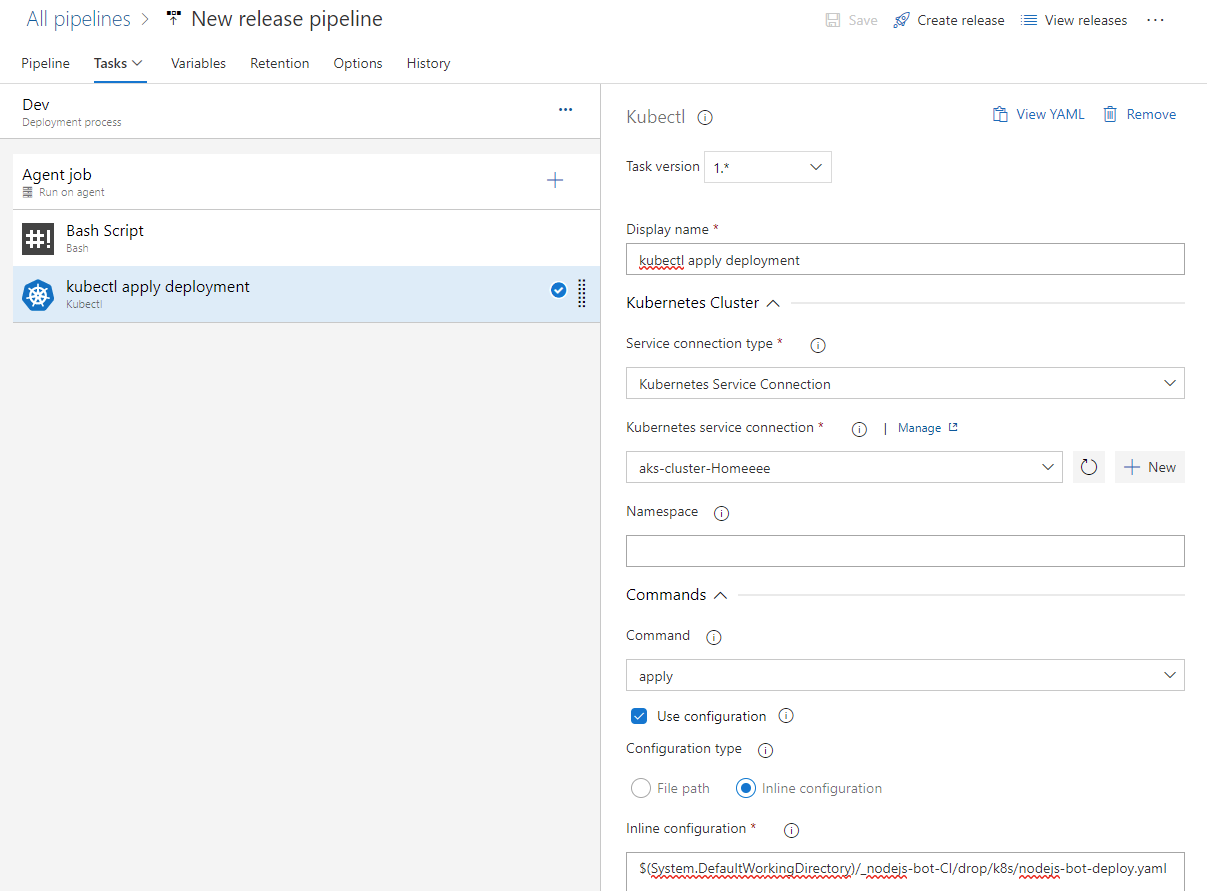 All pipelines > New release pipeline
Save Create release View releases ...
Pipeline Tasks Variables Retention Options History
Dev
Deployment process
Agent job
Run on agent
#! Bash Script
Bash
kubectl apply deployment
Kubectl
Kubectl View YAML Remove
Task version 1.*
Display name *
kubectl apply deployment
Kubernetes Cluster
Service connection type *
Kubernetes Service Connection
Kubernetes service connection * | Manage
aks-cluster-Homeeee New
Namespace
Commands
Command
apply
Use configuration
Configuration type
File path Inline configuration
Inline configuration *
$(System.DefaultWorkingDirectory)/_nodejs-bot-CI/drop/k8s/nodejs-bot-deploy.yaml